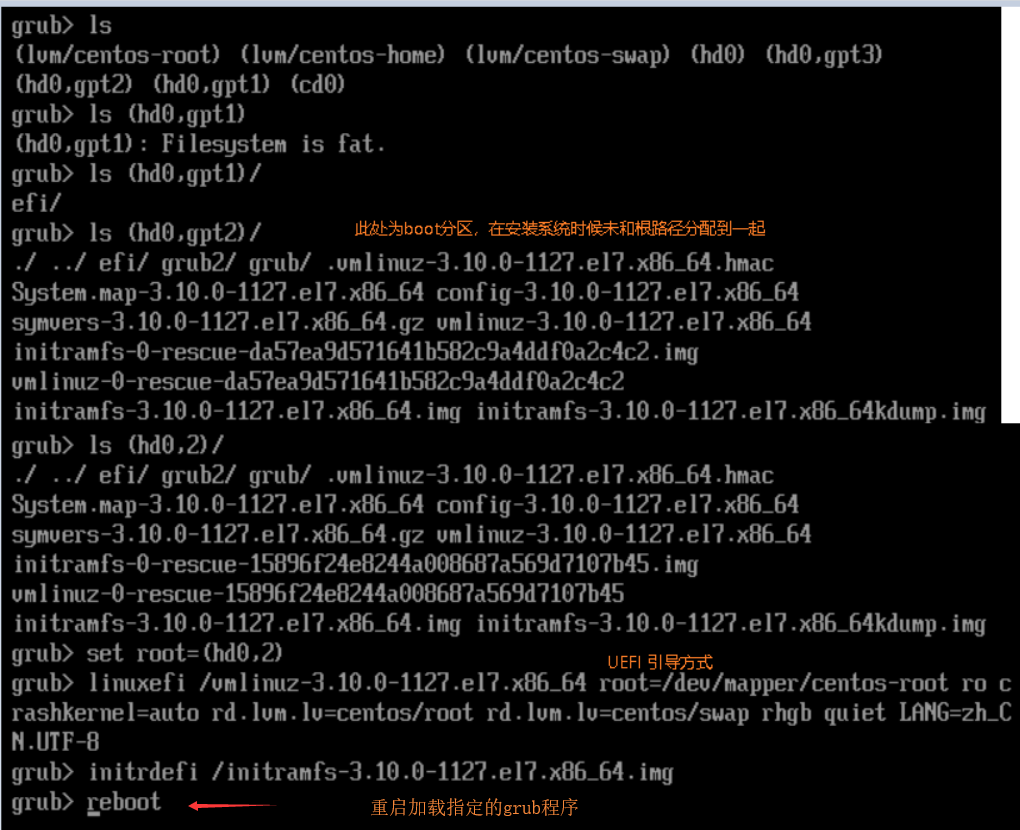 grub> ls
(lvm/centos-root) (lvm/centos-home) (lvm/centos-swap) (hd0) (hd0,gpt3)
(hd0,gpt2) (hd0,gpt1) (cd0)
grub> ls (hd0,gpt1)
(hd0,gpt1): Filesystem is fat.
grub> ls (hd0,gpt1)/
efi/
grub> ls (hd0,gpt2)/ 此处为boot分区，在安装系统时候未和根路径分配到一起
./ ../ efi/ grub2/ grub/ .vmlinuz-3.10.0-1127.el7.x86_64.hmac
System.map-3.10.0-1127.el7.x86_64 config-3.10.0-1127.el7.x86_64
symvers-3.10.0-1127.el7.x86_64.gz vmlinuz-3.10.0-1127.el7.x86_64
initramfs-0-rescue-da57ea9d571641b582c9a4ddf0a2c4c2.img
vmlinuz-0-rescue-da57ea9d571641b582c9a4ddf0a2c4c2
initramfs-3.10.0-1127.el7.x86_64.img initramfs-3.10.0-1127.el7.x86_64kdump.img
grub> ls (hd0,2)/
./ ../ efi/ grub2/ grub/ .vmlinuz-3.10.0-1127.el7.x86_64.hmac
System.map-3.10.0-1127.el7.x86_64 config-3.10.0-1127.el7.x86_64
symvers-3.10.0-1127.el7.x86_64.gz vmlinuz-3.10.0-1127.el7.x86_64
initramfs-0-rescue-15896f24e8244a008687a569d7107b45.img
vmlinuz-0-rescue-15896f24e8244a008687a569d7107b45
initramfs-3.10.0-1127.el7.x86_64.img initramfs-3.10.0-1127.el7.x86_64kdump.img
grub> set root=(hd0,2)
UEFI 引导方式
grub> linuxefi /vmlinuz-3.10.0-1127.el7.x86_64 root=/dev/mapper/centos-root ro c
rashkernel=auto rd.lvm.lv=centos/root rd.lvm.lv=centos/swap rhgb quiet LANG=zh_C
N.UTF-8
grub> initrdefi /initramfs-3.10.0-1127.el7.x86_64.img
grub> reboot 重启加载指定的grub程序